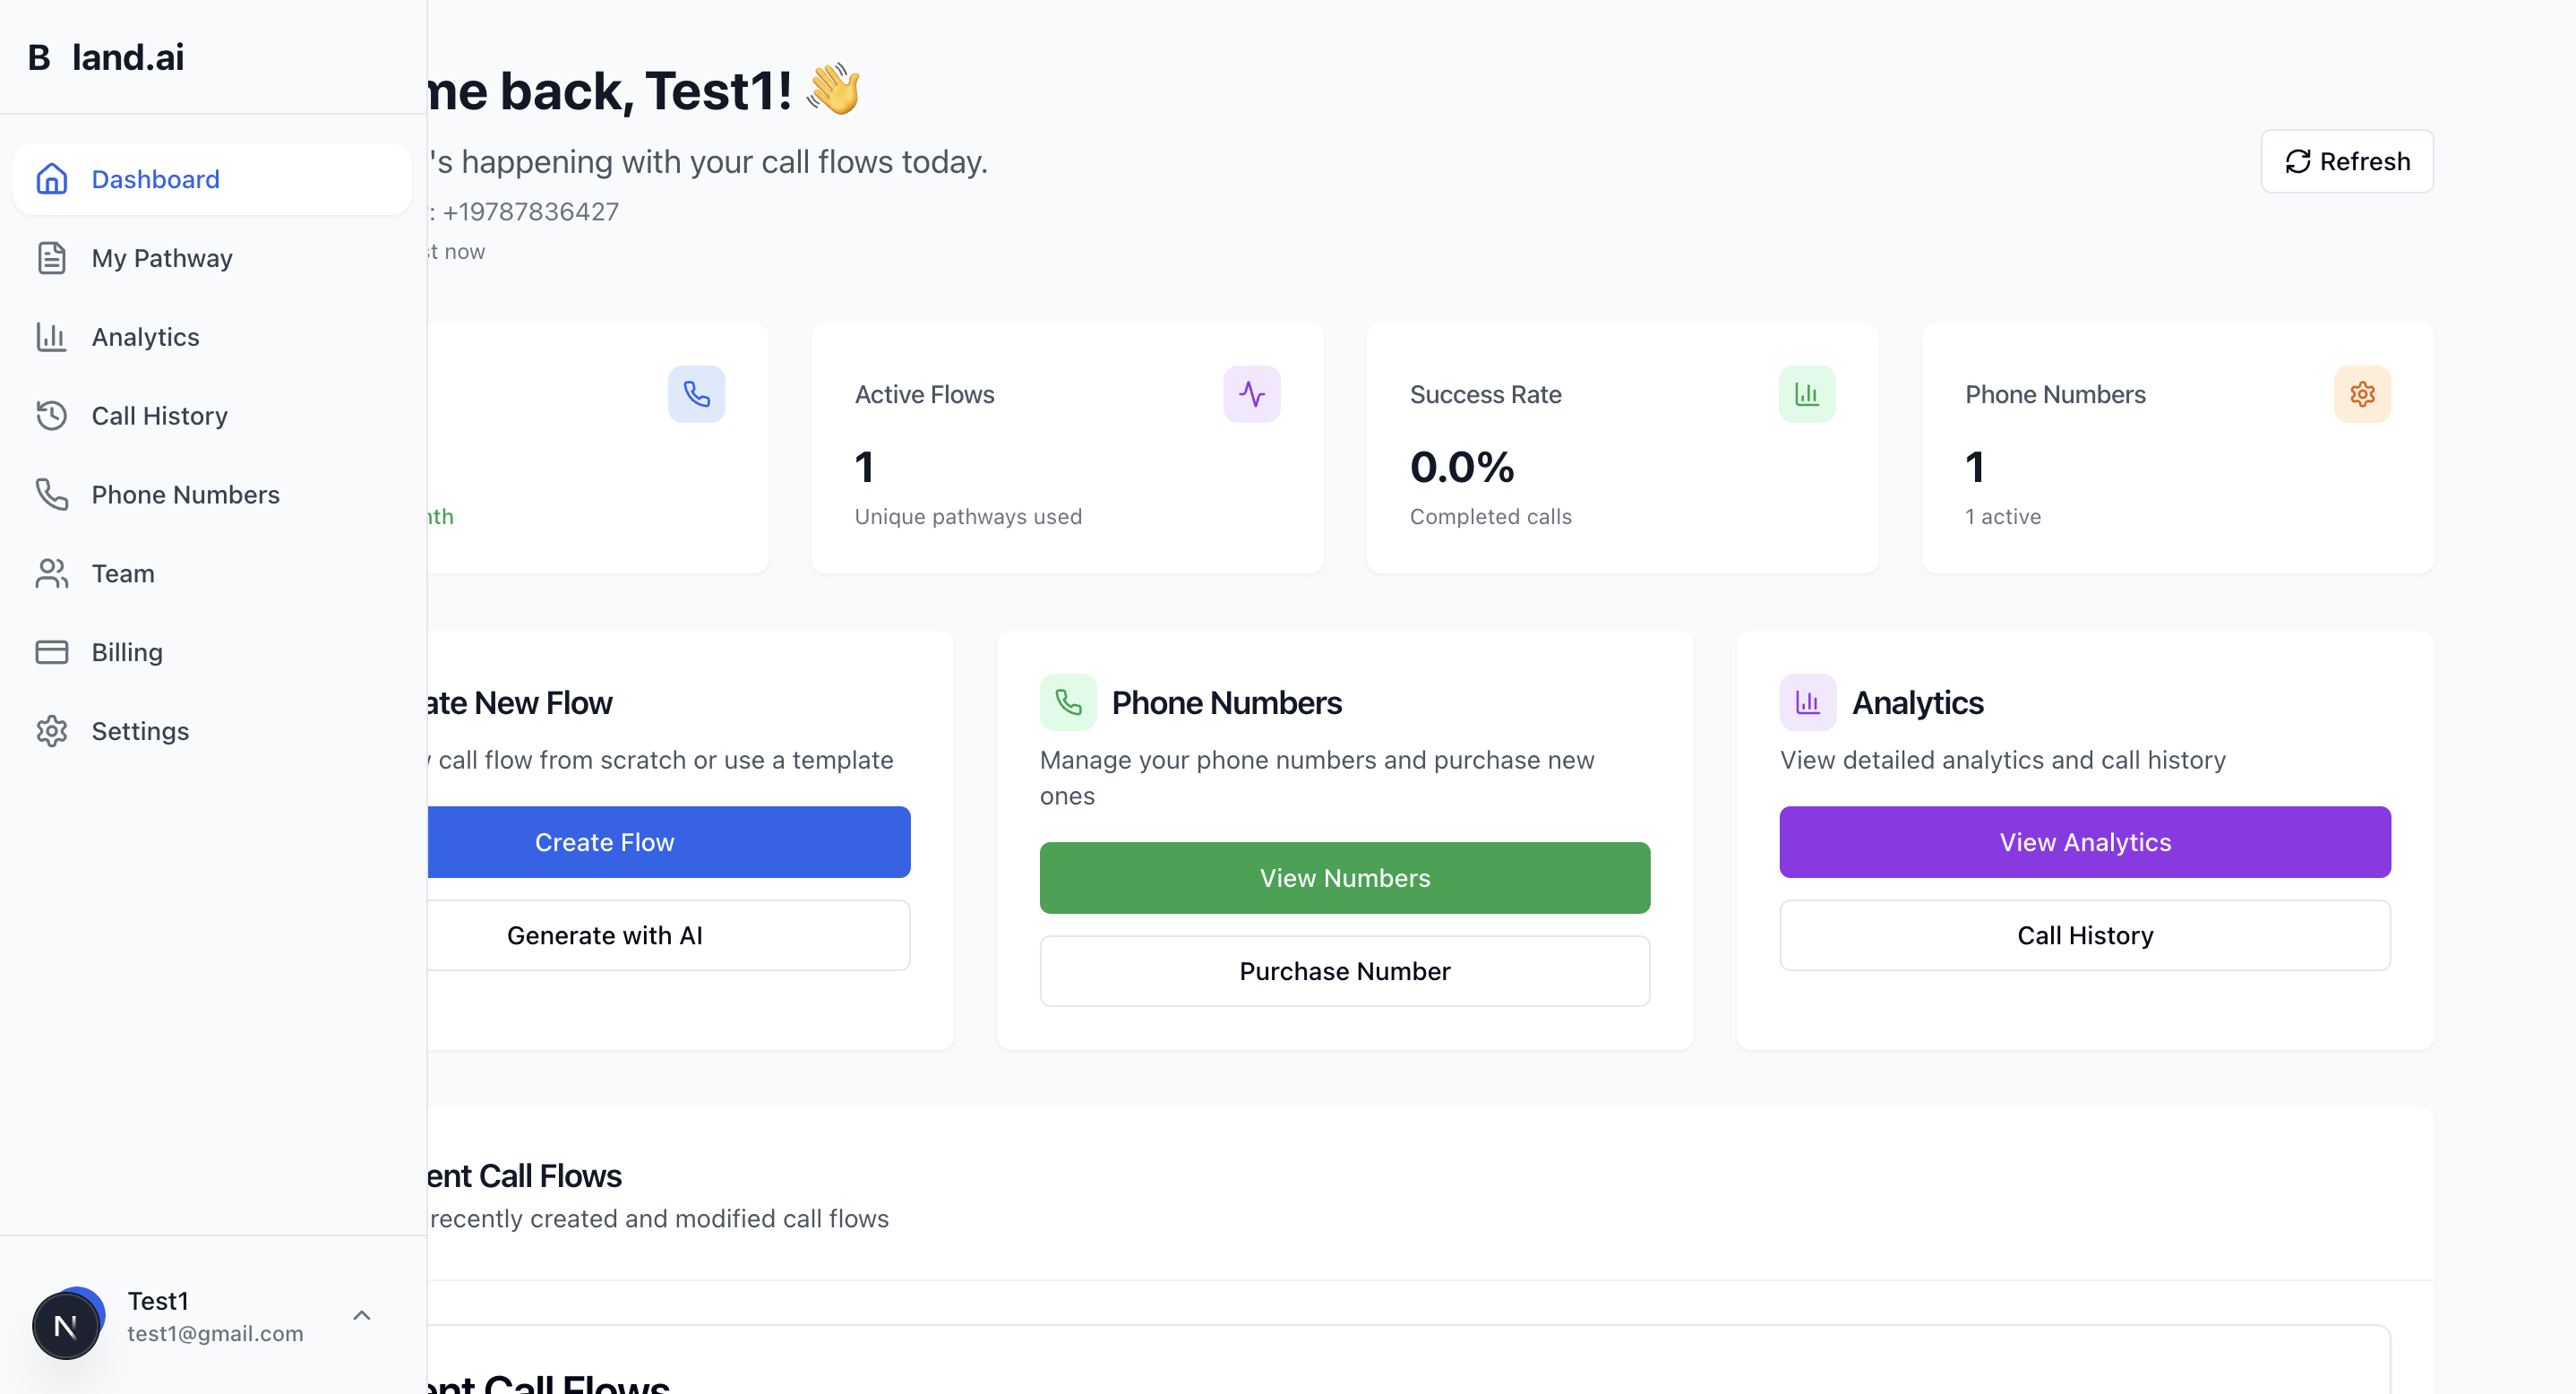 B land.ai
Dashboard
My Pathway
Analytics
Call History
Phone Numbers
Team
Billing
Settings
Test1
test1@gmail.com
N
me back, Test1! 👋
's happening with your call flows today.
: +19787836427
st now
Refresh
nth
Active Flows
1
Unique pathways used
Success Rate
0.0%
Completed calls
Phone Numbers
1
1 active
ate New Flow
call flow from scratch or use a template
Create Flow
Generate with AI
Phone Numbers
Manage your phone numbers and purchase new
ones
View Numbers
Purchase Number
Analytics
View detailed analytics and call history
View Analytics
Call History
ent Call Flows
recently created and modified call flows
ent Call Flows